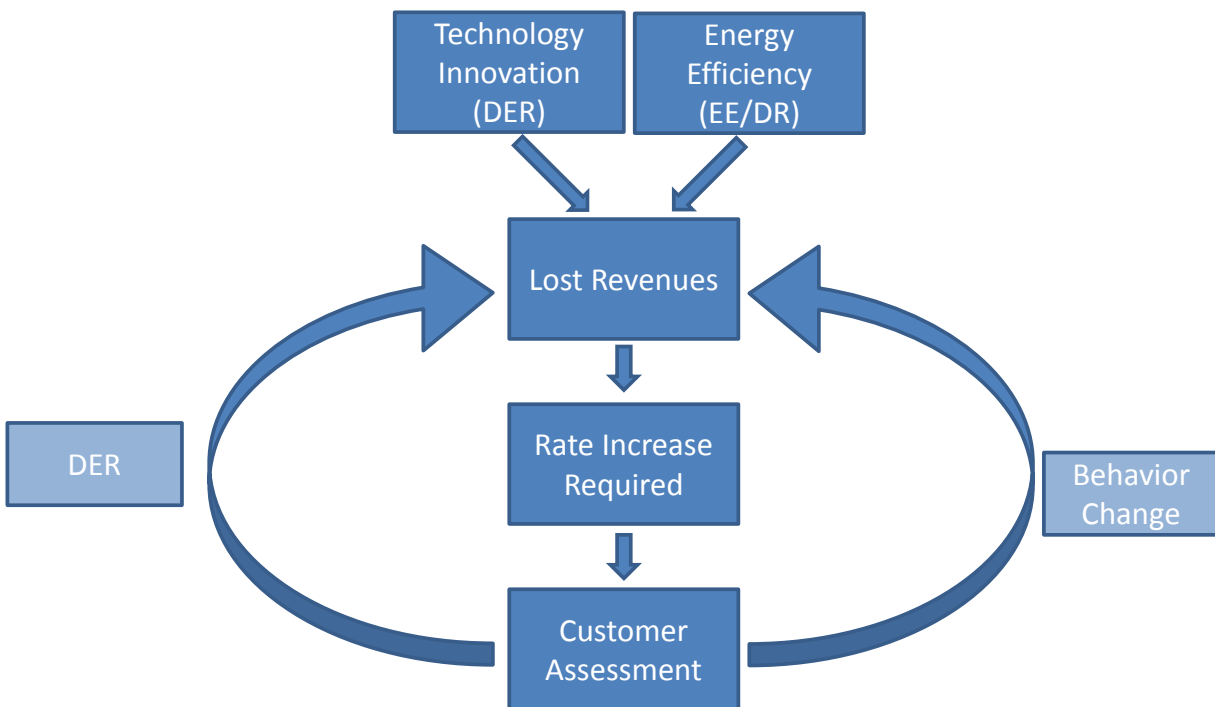 Technology
Innovation
(DER)
Energy
Efficiency
(EE/DR)
Lost Revenues
DER
Rate Increase
Required
Behavior
Change
Customer
Assessment